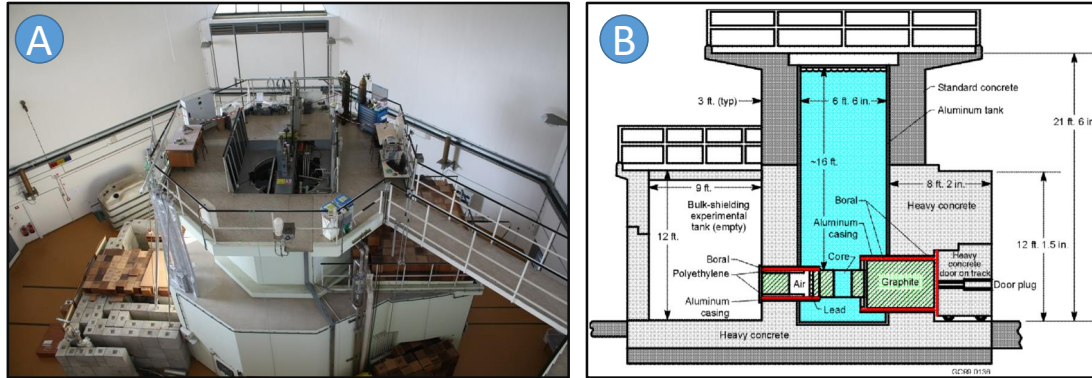 A
B
3 ft. (typ)
6 ft. 6 in.
Standard concrete
Aluminum tank
21 ft. 6 in
~16 ft.
9 ft.
8 ft. 2 in.
Bulk-shielding
experimental
tank (empty)
Boral
Heavy concrete
12 ft.
Aluminum
casing
12 ft. 1.5 in.
Boral
Core
Heavy
concrete
door on track
Polyethylene
Air
Graphite
Door plug
Aluminum
casing
Lead
Heavy concrete
GC99 0136